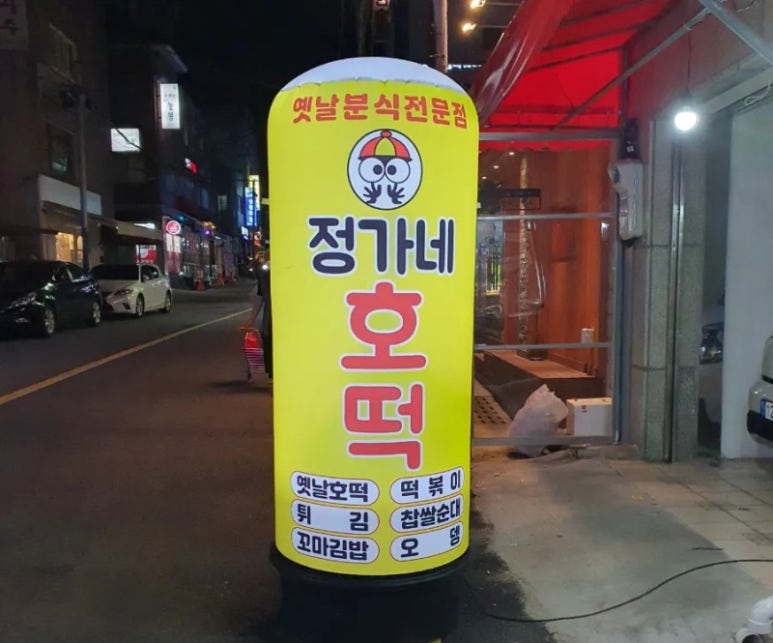 옛날분식전문점
정가네
호
떡
옛날호떡 떡볶이
튀김 찹쌀순대
꼬마김밥 오뎅